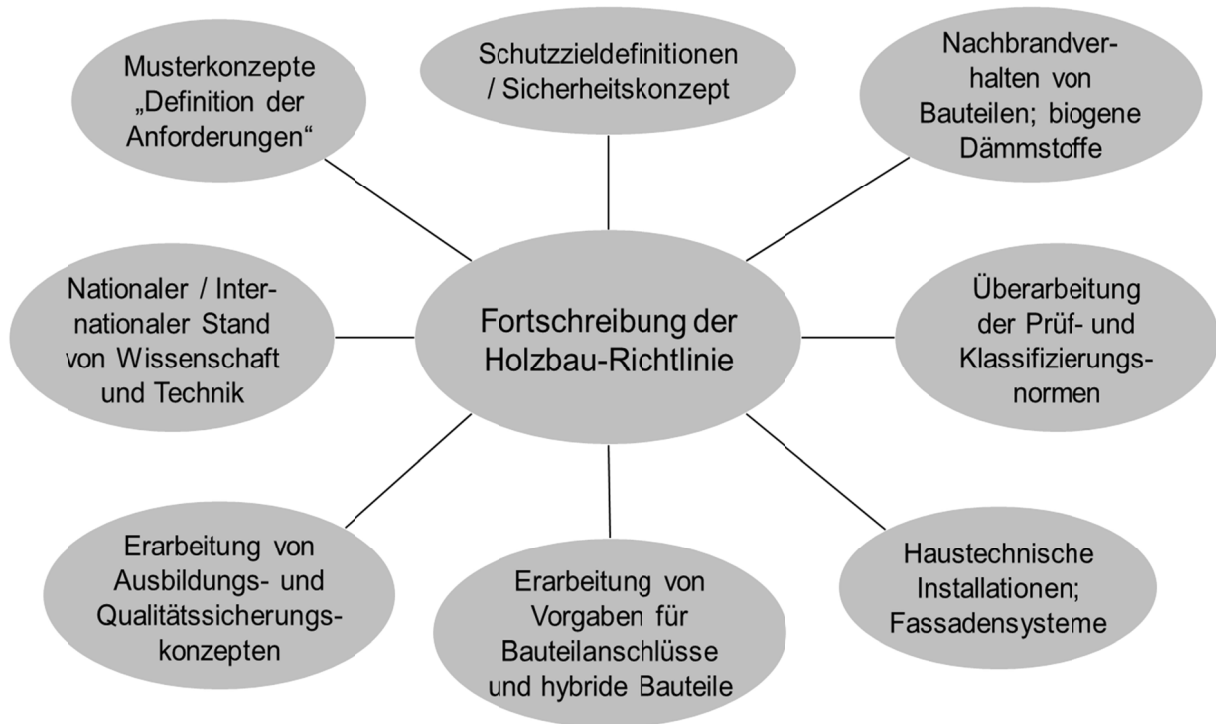 Musterkonzepte
„Definition der
Anforderungen“
Schutzzieldefinitionen
/ Sicherheitskonzept
Nachbrandver-
halten von
Bauteilen; biogene
Dämmstoffe
Nationaler / Inter-
nationaler Stand
von Wissenschaft
und Technik
Fortschreibung der
Holzbau-Richtlinie
Überarbeitung
der Prüf- und
Klassifizierungs-
normen
Erarbeitung von
Ausbildungs- und
Qualitätssicherungs-
konzepten
Erarbeitung von
Vorgaben für
Bauteilanschlüsse
und hybride Bauteile
Haustechnische
Installationen;
Fassadensysteme